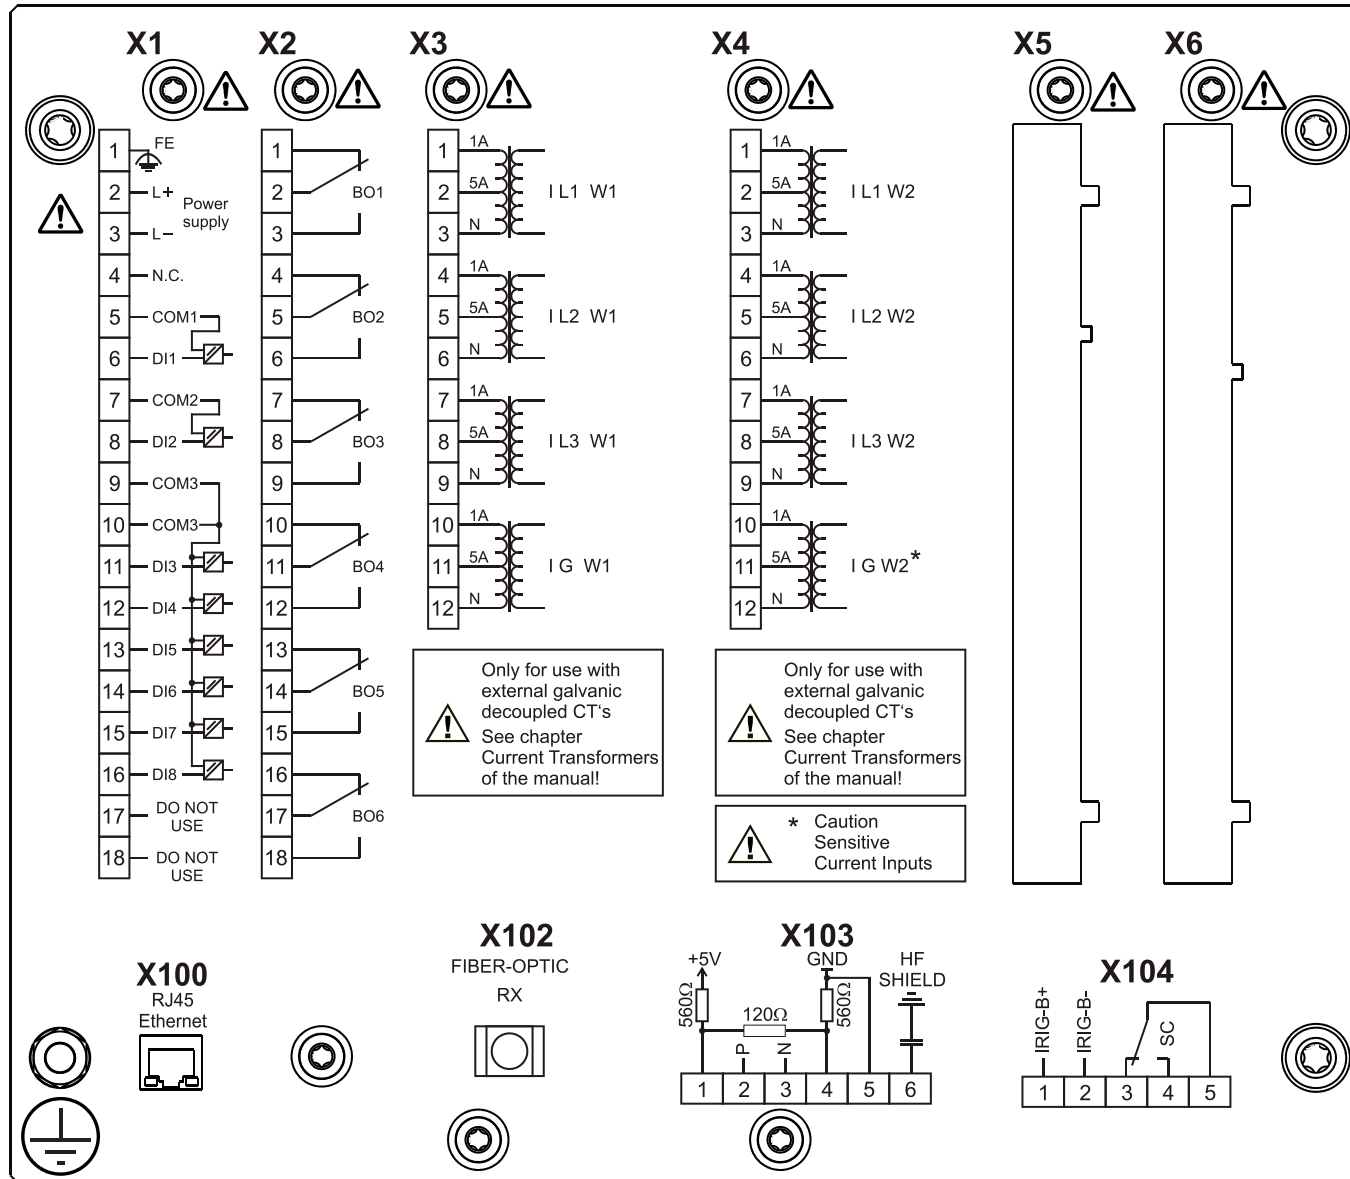 X1
X2
X3
X4
X5
X6
1 FE
2 L+
Power
supply
3 L-
4 N.C.
5 COM1
6 DI1
7 COM2
8 DI2
9 COM3
10 COM3
11 DI3
12 DI4
13 DI5
14 DI6
15 DI7
16 DI8
17 DO NOT
USE
18 DO NOT
USE
1
2 BO1
3
4
5 BO2
6
7
8 BO3
9
10
11 BO4
12
13
14 BO5
15
16
17 BO6
18
1 1A
2 5A I L1 W1
3 N
4 1A
5 5A I L2 W1
6 N
7 1A
8 5A I L3 W1
9 N
10 1A
11 5A I G W1
12 N
Only for use with
external galvanic
decoupled CT‘s
See chapter
Current Transformers
of the manual!
1 1A
2 5A I L1 W2
3 N
4 1A
5 5A I L2 W2
6 N
7 1A
8 5A I L3 W2
9 N
10 1A
11 5A I G W2*
12 N
Only for use with
external galvanic
decoupled CT‘s
See chapter
Current Transformers
of the manual!
* Caution
Sensitive
Current Inputs
X100
RJ45
Ethernet
X102
FIBER-OPTIC
RX
X103
+5V
GND
HF
SHIELD
560Ω
120Ω
560Ω
P
N
1 2 3 4 5 6
X104
IRIG-B+
IRIG-B-
SC
1 2 3 4 5